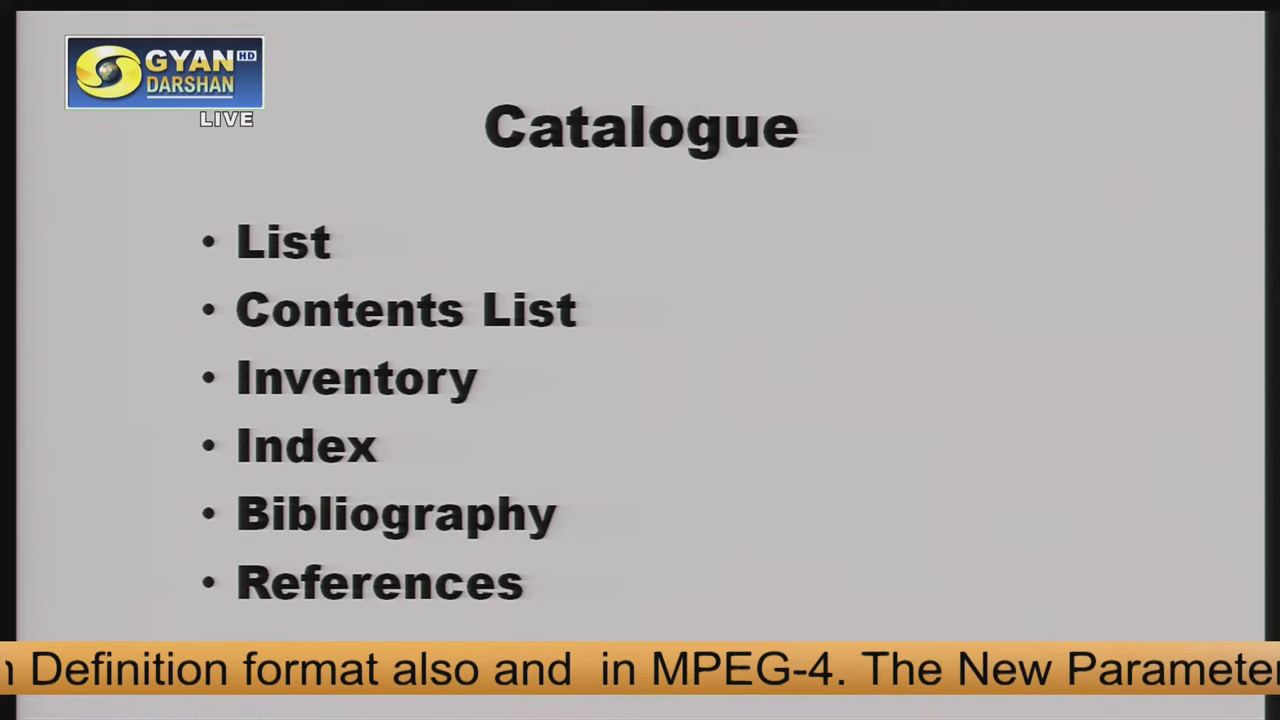 GYAN HD
DARSHAN
LIVE
Catalogue
• List
• Contents List
• Inventory
• Index
• Bibliography
• References
Definition format also and in MPEG-4. The New Parameter